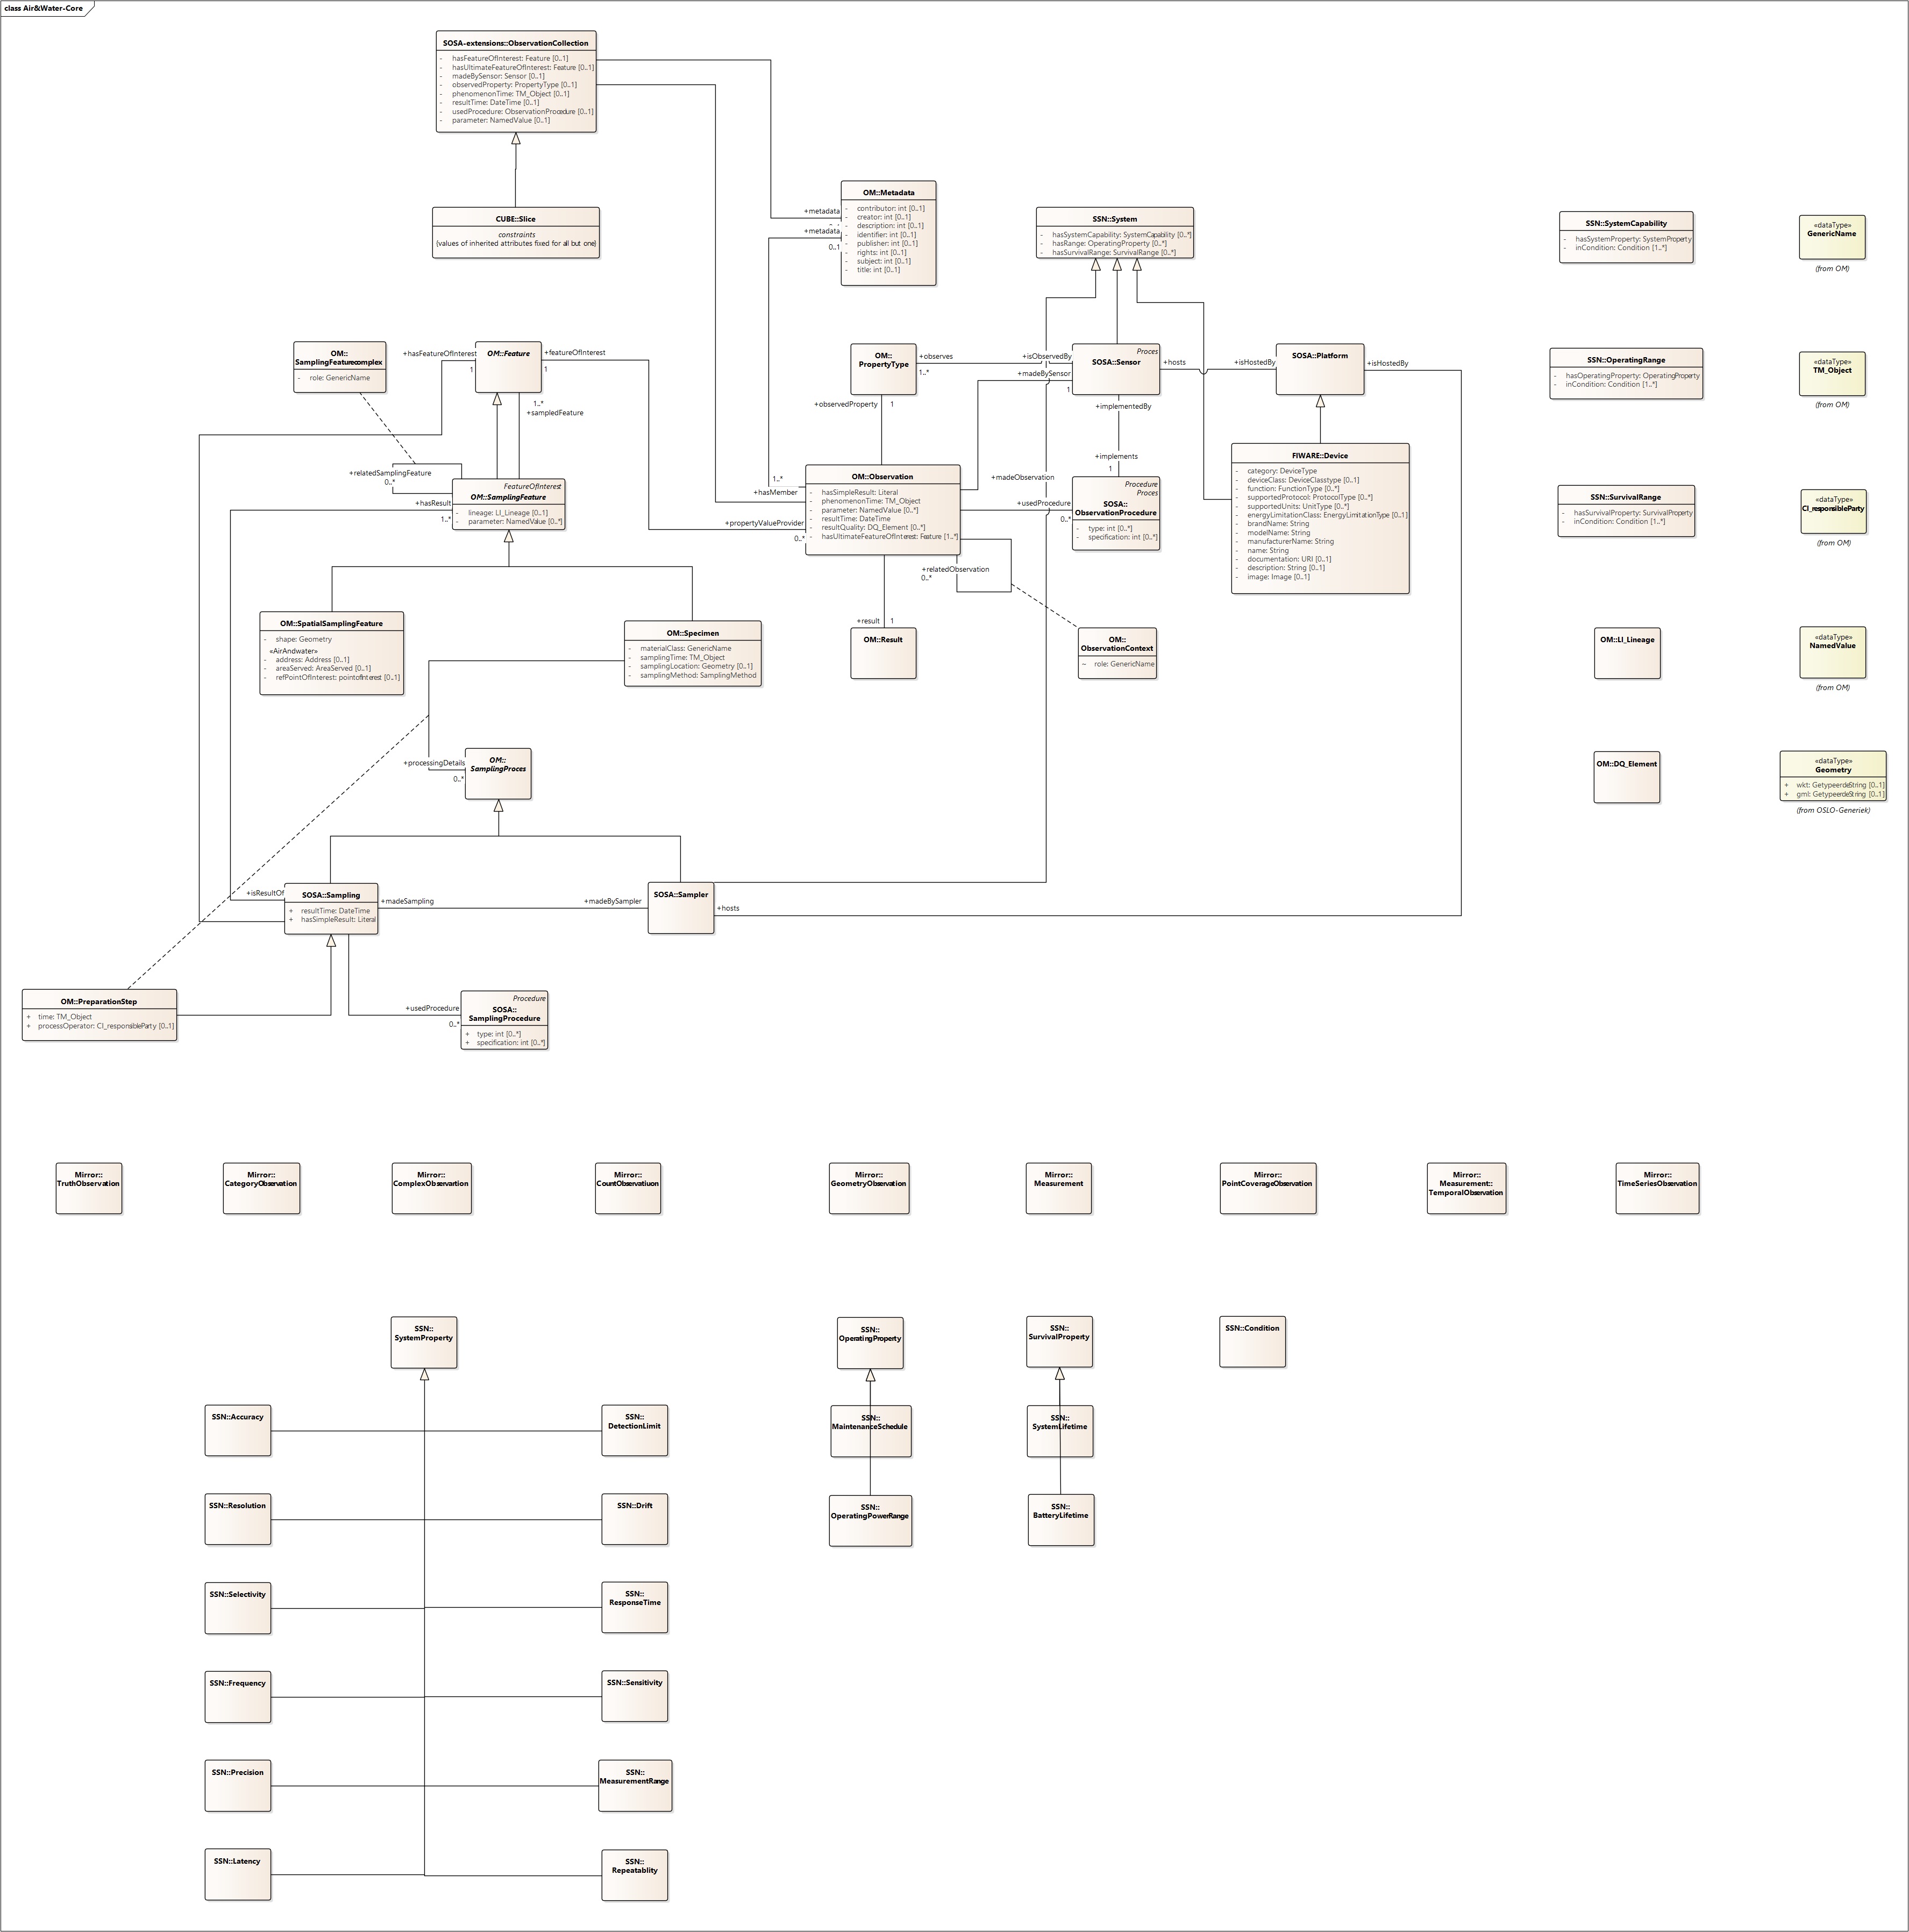 class Air&Water-Core
SOSA-extensions::ObservationCollection
- hasFeatureOfInterest: Feature [0..1]
- hasUltimateFeatureOfInterest: Feature [0..1]
- madeBySensor: Sensor [0..1]
- observedProperty: PropertyType [0..1]
- phenomenonTime: TM_Object [0..1]
- resultTime: DateTime [0..1]
- usedProcedure: ObservationProcedure [0..1]
- parameter: NamedValue [0..1]
CUBE::Slice
constraints
{values of inherited attributes fixed for all but one}
+metadata
+metadata
0..1
OM::Metadata
- contributor: int [0..1]
- creator: int [0..1]
- description: int [0..1]
- identifier: int [0..1]
- publisher: int [0..1]
- rights: int [0..1]
- subject: int [0..1]
- title: int [0..1]
SSN::System
- hasSystemCapability: SystemCapability [0..*]
- hasRange: OperatingProperty [0..*]
- hasSurvivalRange: SurvivalRange [0..*]
SSN::SystemCapability
- hasSystemProperty: SystemProperty
- inCondition: Condition [1..*]
«dataType»
GenericName
(from OM)
OM::
SamplingFeaturecomplex
- role: GenericName
+hasFeatureOfInterest
1
OM::Feature
+featureOfInterest
1
1..*
+sampledFeature
OM::
PropertyType
+observes
1..*
+isObservedBy
+madeBySensor
1
Proces
SOSA::Sensor
+hosts
+isHostedBy
SOSA::Platform
+isHostedBy
+observedProperty
1
+implementedBy
+implements
1
SSN::OperatingRange
- hasOperatingProperty: OperatingProperty
- inCondition: Condition [1..*]
«dataType»
TM_Object
(from OM)
+relatedSamplingFeature
0..*
+hasResult
1..*
FeatureOfInterest
OM::SamplingFeature
- lineage: LI_Lineage [0..1]
- parameter: NamedValue [0..*]
1..*
+hasMember
+propertyValueProvider
0..*
OM::Observation
- hasSimpleResult: Literal
- phenomenonTime: TM_Object
- parameter: NamedValue [0..*]
- resultTime: DateTime
- resultQuality: DQ_Element [0..*]
- hasUltimateFeatureOfInterest: Feature [1..*]
+madeObservation
+usedProcedure
0..*
Procedure
Proces
SOSA::
ObservationProcedure
- type: int [0..*]
- specification: int [0..*]
FIWARE::Device
- category: DeviceType
- deviceClass: DeviceClasstype [0..1]
- function: FunctionType [0..*]
- supportedProtocol: ProtocolType [0..*]
- supportedUnits: UnitType [0..*]
- energyLimitationClass: EnergyLimitationType [0..1]
- brandName: String
- modelName: String
- manufacturerName: String
- name: String
- documentation: URI [0..1]
- description: String [0..1]
- image: Image [0..1]
SSN::SurvivalRange
- hasSurvivalProperty: SurvivalProperty
- inCondition: Condition [1..*]
«dataType»
CI_responsibleParty
(from OM)
+relatedObservation
0..*
+result
1
OM::Result
OM::
ObservationContext
~ role: GenericName
OM::SpatialSamplingFeature
- shape: Geometry
«AirAndwater»
- address: Address [0..1]
- areaServed: AreaServed [0..1]
- refPointOfInterest: pointofInterest [0..1]
OM::Specimen
- materialClass: GenericName
- samplingTime: TM_Object
- samplingLocation: Geometry [0..1]
- samplingMethod: SamplingMethod
OM::LI_Lineage
«dataType»
NamedValue
(from OM)
+processingDetails
0..*
OM::
SamplingProces
OM::DQ_Element
«dataType»
Geometry
+ wkt: GetypeerdeString [0..1]
+ gml: GetypeerdeString [0..1]
(from OSLO-Generiek)
+isResultOf
SOSA::Sampling
+ resultTime: DateTime
+ hasSimpleResult: Literal
+madeSampling
+madeBySampler
SOSA::Sampler
+hosts
OM::PreparationStep
+ time: TM_Object
+ processOperator: CI_responsibleParty [0..1]
+usedProcedure
0..*
Procedure
SOSA::
SamplingProcedure
+ type: int [0..*]
+ specification: int [0..*]
Mirror::
TruthObservation
Mirror::
CategoryObservation
Mirror::
ComplexObservation
Mirror::
CountObservatiuon
Mirror::
GeometryObservation
Mirror::
Measurement
Mirror::
PointCoverageObservation
Mirror::
Measurement::
TemporalObservation
Mirror::
TimeSeriesObservation
SSN::
SystemProperty
SSN::
OperatingProperty
SSN::
SurvivalProperty
SSN::Condition
SSN::Accuracy
SSN::
DetectionLimit
SSN::
MaintenanceSchedule
SSN::
SystemLifetime
SSN::Resolution
SSN::Drift
SSN::
OperatingPowerRange
SSN::
BatteryLifetime
SSN::Selectivity
SSN::
ResponseTime
SSN::Frequency
SSN::Sensitivity
SSN::Precision
SSN::
MeasurementRange
SSN::Latency
SSN::
Repeatablity